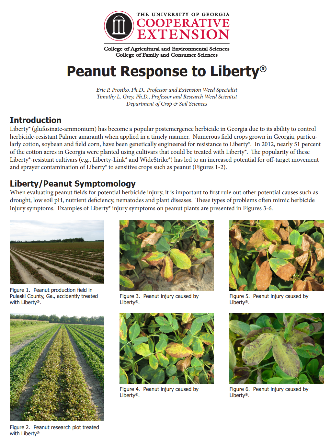 THE UNIVERSITY OF GEORGIA
COOPERATIVE
EXTENSION
College of Agricultural and Environmental Sciences
College of Family and Consumer Sciences
Peanut Response to Liberty®
Eric P. Prostko, Ph.D., Professor and Extension Weed Specialist
Timothy L. Grey, Ph.D., Professor and Research Weed Scientist
Department of Crop & Soil Sciences
Introduction
Liberty® (glufosinate-ammonium) has become a popular postemergence herbicide in Georgia due to its ability to control
herbicide-resistant Palmer amaranth when applied in a timely manner. Numerous field crops grown in Georgia, particu-
larly cotton, soybean and field corn, have been genetically engineered for resistance to Liberty®. In 2012, nearly 51 percent
of the cotton acres in Georgia were planted using cultivars that could be treated with Liberty®. The popularity of these
Liberty®-resistant cultivars (e.g., Liberty Link® and WideStrike®) has led to an increased potential for off-target movement
and sprayer contamination of Liberty® to sensitive crops such as peanut (Figures 1-2).
Liberty/Peanut Symptomology
When evaluating peanut fields for potential herbicide injury, it is important to first rule out other potential causes such as
drought, low soil pH, nutrient deficiency, nematodes and plant diseases. These types of problems often mimic herbicide
injury symptoms. Examples of Liberty® injury symptoms on peanut plants are presented in Figures 3-6.
Figure 1. Peanut production field in
Pulaski County, Ga., accidently treated
with Liberty®.
Figure 3. Peanut injury caused by
Liberty®.
Figure 5. Peanut injury caused by
Liberty®.
Figure 4. Peanut injury caused by
Liberty®.
Figure 6. Peanut injury caused by
Liberty®.
Figure 2. Peanut research plot treated
with Liberty®